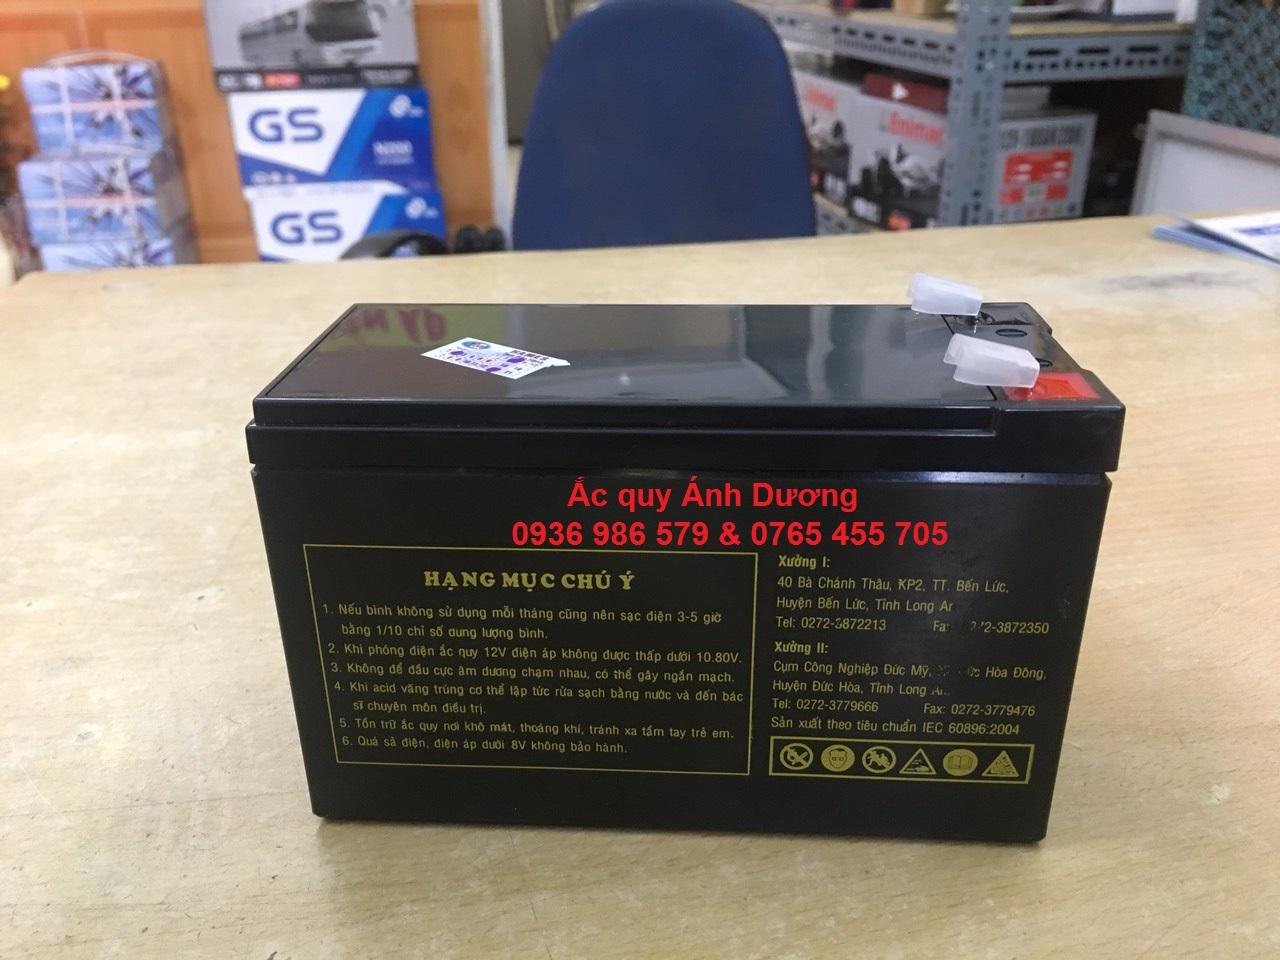 GS
N200
GS
Enimac
Ắc quy Ánh Dương
0936 986 579 & 0765 455 705
HẠNG MỤC CHÚ Ý
1. Nếu bình không sử dụng mỗi tháng cũng nên sạc điện 3-5 giờ
bằng 1/10 chỉ số dung lượng bình.
2. Khi phóng điện ắc quy 12V điện áp không được thấp dưới 10.80V.
3. Không để đầu cực âm dương chạm nhau, có thể gây ngắn mạch.
4. Khi acid văng trúng cơ thể lập tức rửa sạch bằng nước và đến bác
sĩ chuyên môn điều trị.
5. Tồn trữ ắc quy nơi khô mát, thoáng khí, tránh xa tầm tay trẻ em.
6. Quá sả điện, điện áp dưới 8V không bảo hành.
Xưởng I:
40 Bà Chánh Thâu, KP2, TT. Bến Lức,
Huyện Bến Lức, Tỉnh Long
Tel: 0272-3872213 0272-3872350
Xưởng II:
Cụm Công Nghiệp Đức Mỹ, Hòa Đông,
Huyện Đức Hòa, Tỉnh Long
Tel: 0272-3779666 Fax: 0272-3779476
Sản xuất theo tiêu chuẩn IEC 60896:2004